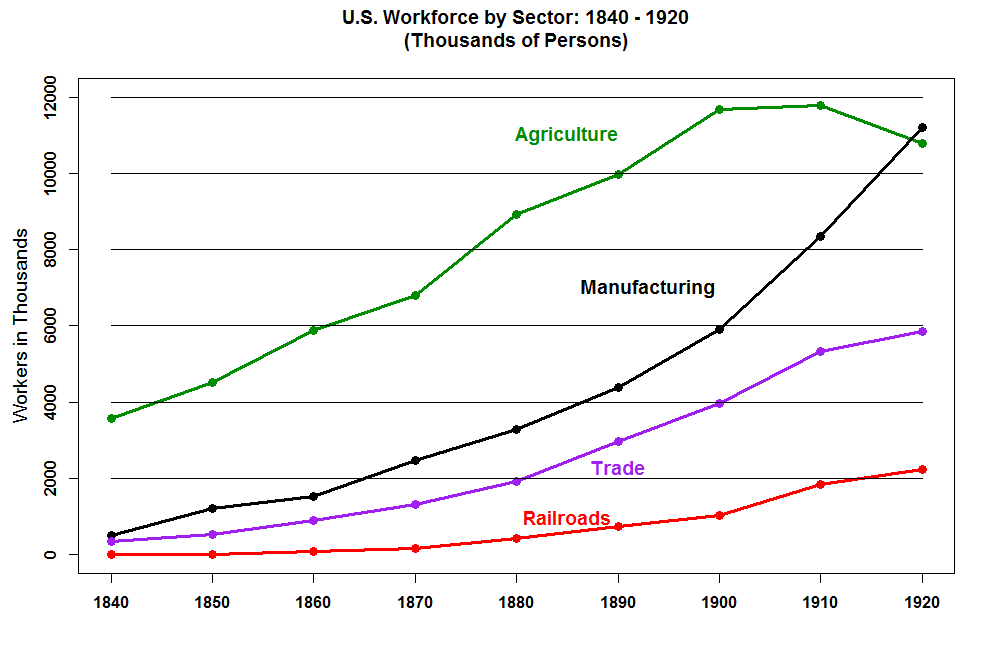 U.S. Workforce by Sector: 1840 - 1920
(Thousands of Persons)
Workers in Thousands
12000
10000
8000
6000
4000
2000
0
Agriculture
Manufacturing
Trade
Railroads
1840 1850 1860 1870 1880 1890 1900 1910 1920